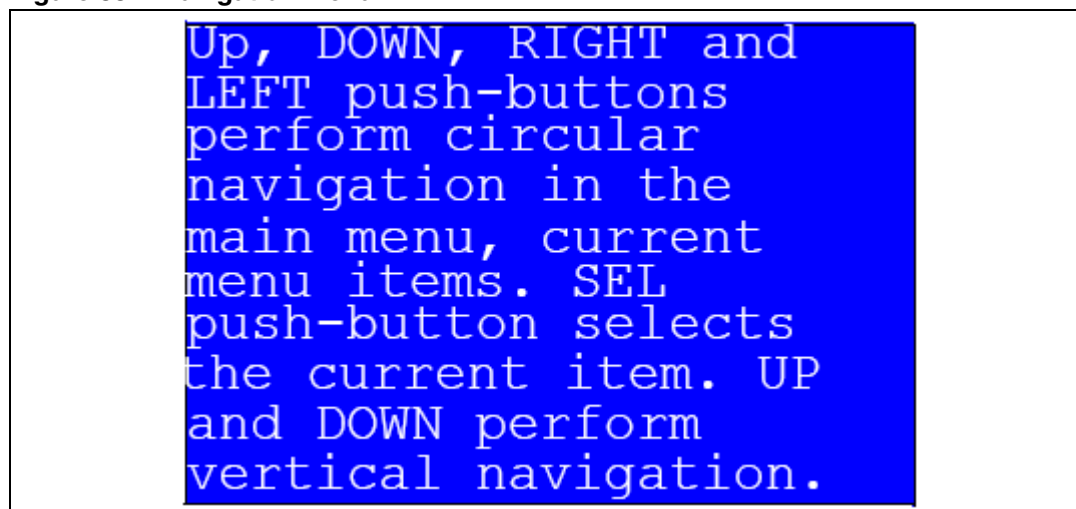 Up, DOWN, RIGHT and
LEFT push-buttons
perform circular
navigation in the
main menu, current
menu items. SEL
push-button selects
the current item. UP
and DOWN perform
vertical navigation.